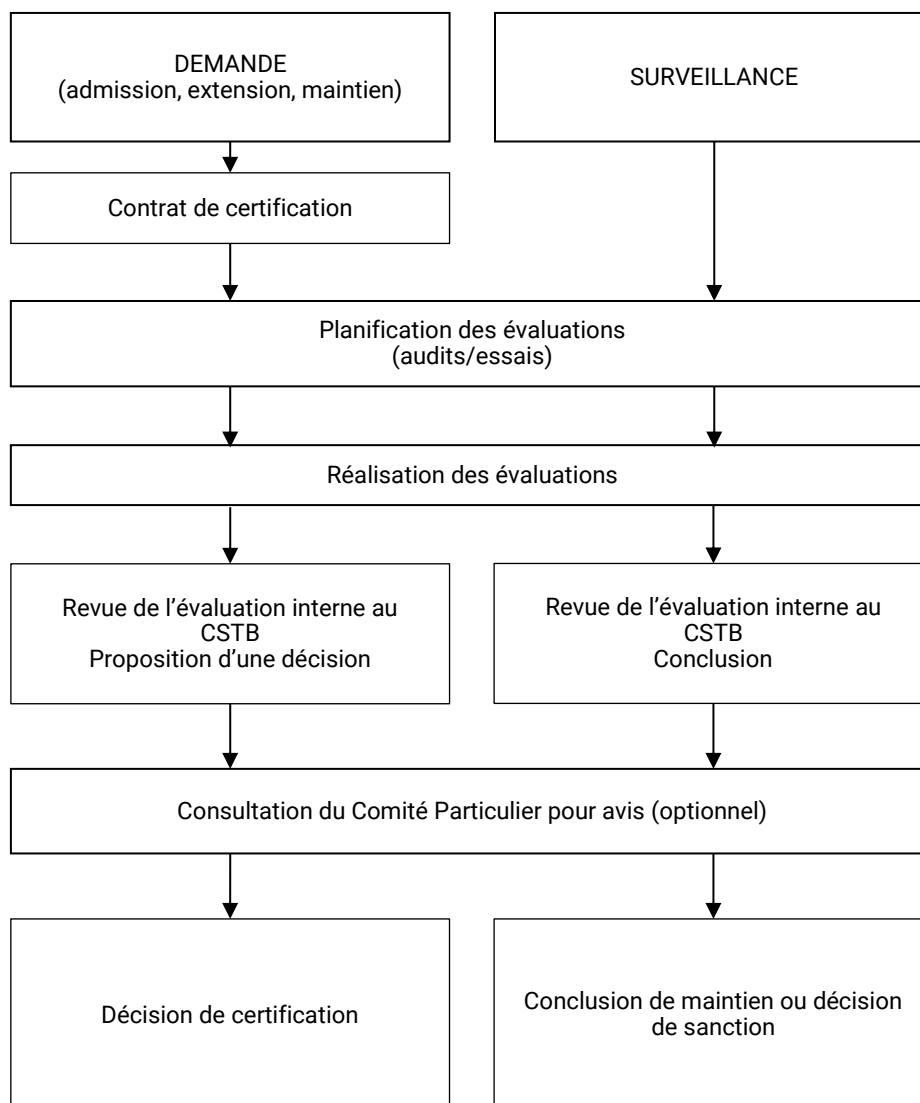 DEMANDE
(admission, extension, maintien)
SURVEILLANCE
Contrat de certification
Planification des évaluations
(audits/essais)
Réalisation des évaluations
Revue de l’évaluation interne au
CSTB
Proposition d’une décision
Revue de l’évaluation interne au
CSTB
Conclusion
Consultation du Comité Particulier pour avis (optionnel)
Décision de certification
Conclusion de maintien ou décision
de sanction